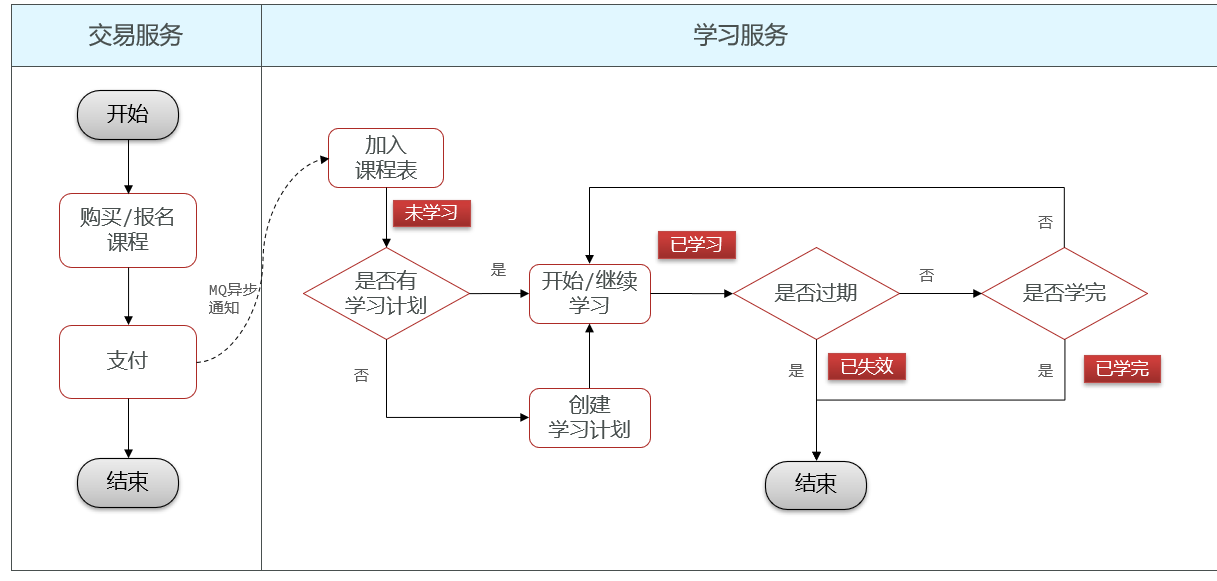 交易服务
学习服务
开始
购买/报名
课程
支付
结束
MQ异步
通知
加入
课程表
未学习
是否有
学习计划
是
否
开始/继续
学习
创建
学习计划
已学习
是否过期
否
是
已失效
是否学完
否
是
已学完
结束